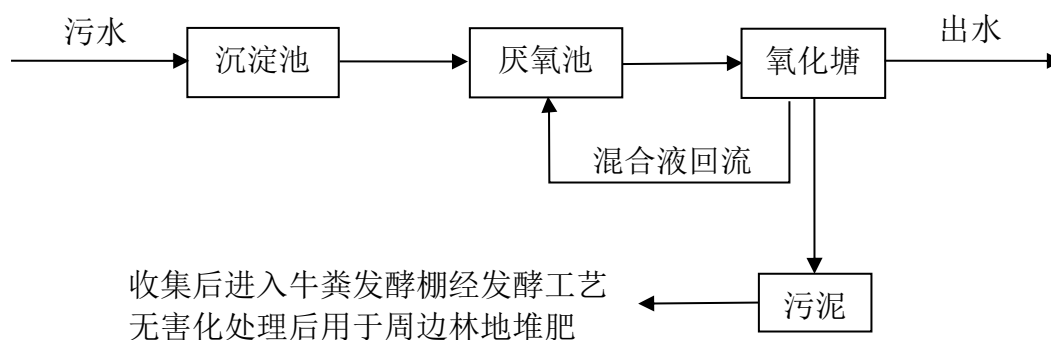 污水
出水
沉淀池
厌氧池
氧化塘
混合液回流
收集后进入牛粪发酵棚经发酵工艺
无害化处理后用于周边林地堆肥
污泥